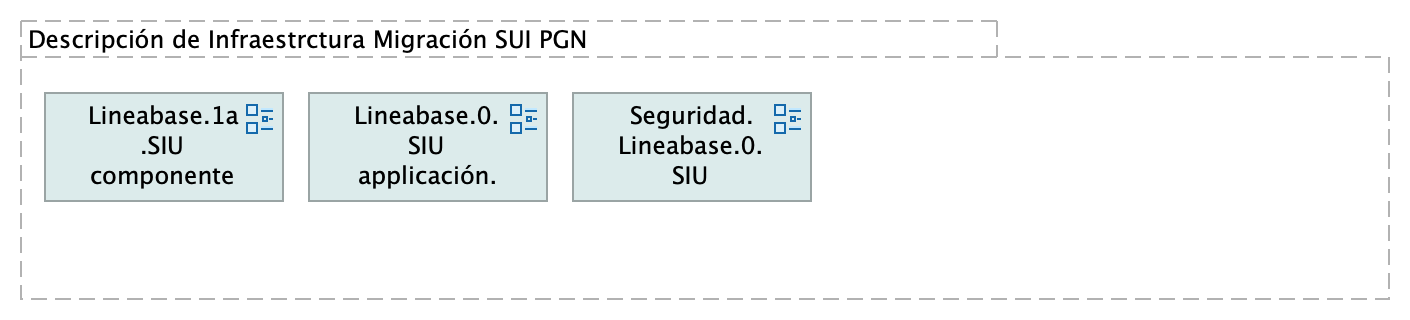 Descripción de Infraestrctura Migración SUI PGN
Lineabase.1a
.SIU
componente
Lineabase.0.
SIU
applicación.
Seguridad.
Lineabase.0.
SIU